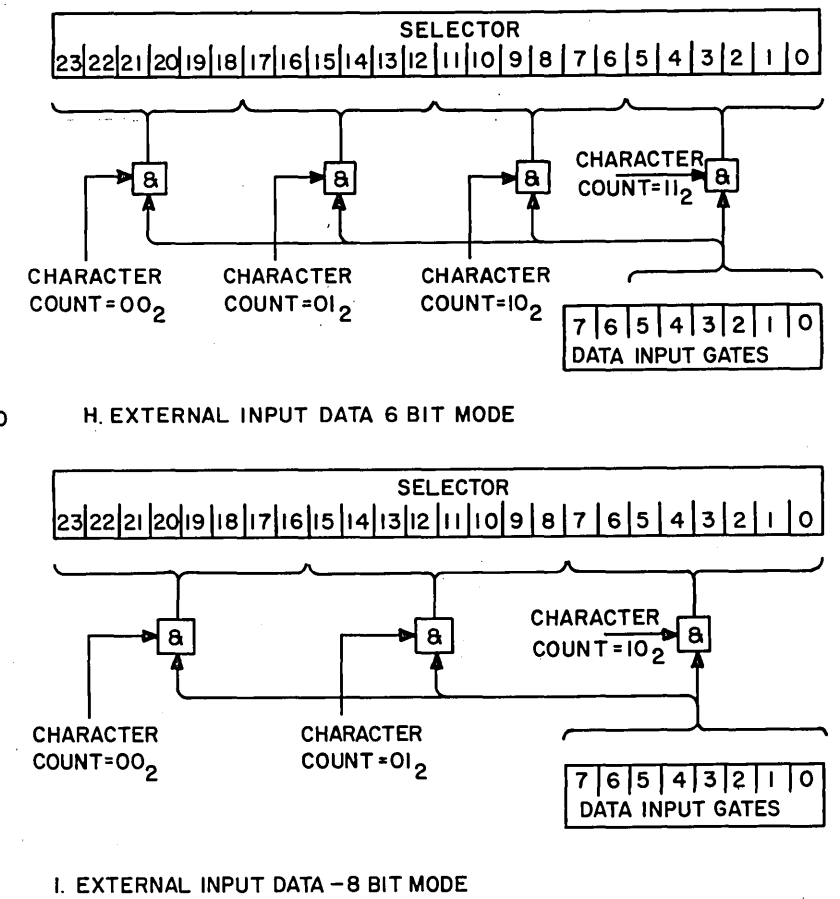 SELECTOR
23 22 21 20 19 18 17 16 15 14 13 12 11 10 9 8 7 6 5 4 3 2 1 0
& & & &
CHARACTER
COUNT=11₂
CHARACTER
COUNT=00₂
CHARACTER
COUNT=01₂
CHARACTER
COUNT=10₂
7 6 5 4 3 2 1 0
DATA INPUT GATES
H. EXTERNAL INPUT DATA 6 BIT MODE
SELECTOR
23 22 21 20 19 18 17 16 15 14 13 12 11 10 9 8 7 6 5 4 3 2 1 0
& & &
CHARACTER
COUNT=10₂
CHARACTER
COUNT=00₂
CHARACTER
COUNT=01₂
7 6 5 4 3 2 1 0
DATA INPUT GATES
I. EXTERNAL INPUT DATA -8 BIT MODE